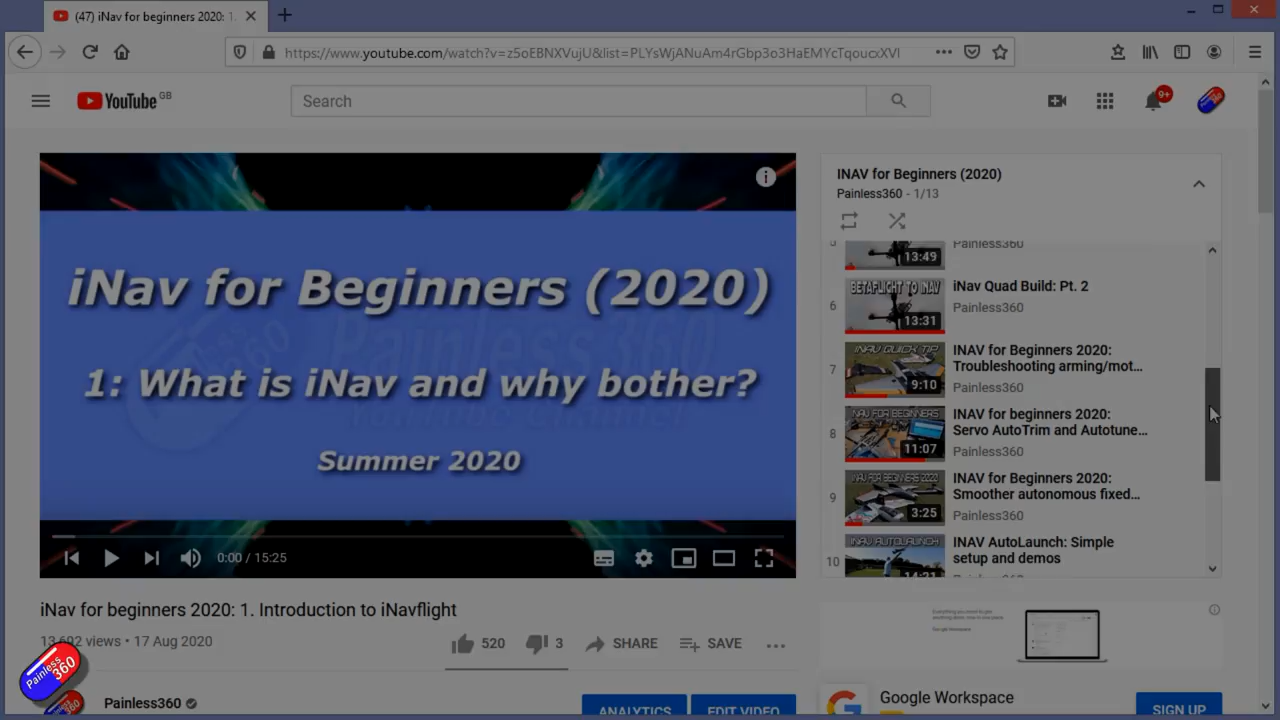 (47) iNav for beginners 2020: 1.
https://www.youtube.com/watch?v=z5oEBNXVujU&list=PLYsWjANuAm4rGbp3o3HaEMYcTqoucxXVI
YouTube GB
Search
9+
iNav for Beginners (2020)
1: What is iNav and why bother?
Summer 2020
0:00 / 15:25
INAV for Beginners (2020)
Painless360 - 1/13
13:49
Painless360
6
BETAFLIGHT TO INAV
13:31
iNav Quad Build: Pt. 2
Painless360
7
INAV QUICK TIP
9:10
INAV for Beginners 2020:
Troubleshooting arming/mot...
Painless360
8
INAV FOR BEGINNERS
11:07
INAV for beginners 2020:
Servo AutoTrim and Autotune...
Painless360
9
INAV FOR BEGINNERS 2020
3:25
INAV for Beginners 2020:
Smoother autonomous fixed...
Painless360
10
INAV AUTOLAUNCH
INAV AutoLaunch: Simple
setup and demos
iNav for beginners 2020: 1. Introduction to iNavflight
views • 17 Aug 2020
520
3
SHARE
SAVE
Painless360
Painless360
ANALYTICS
EDIT VIDEO
Google Workspace
SIGN UP